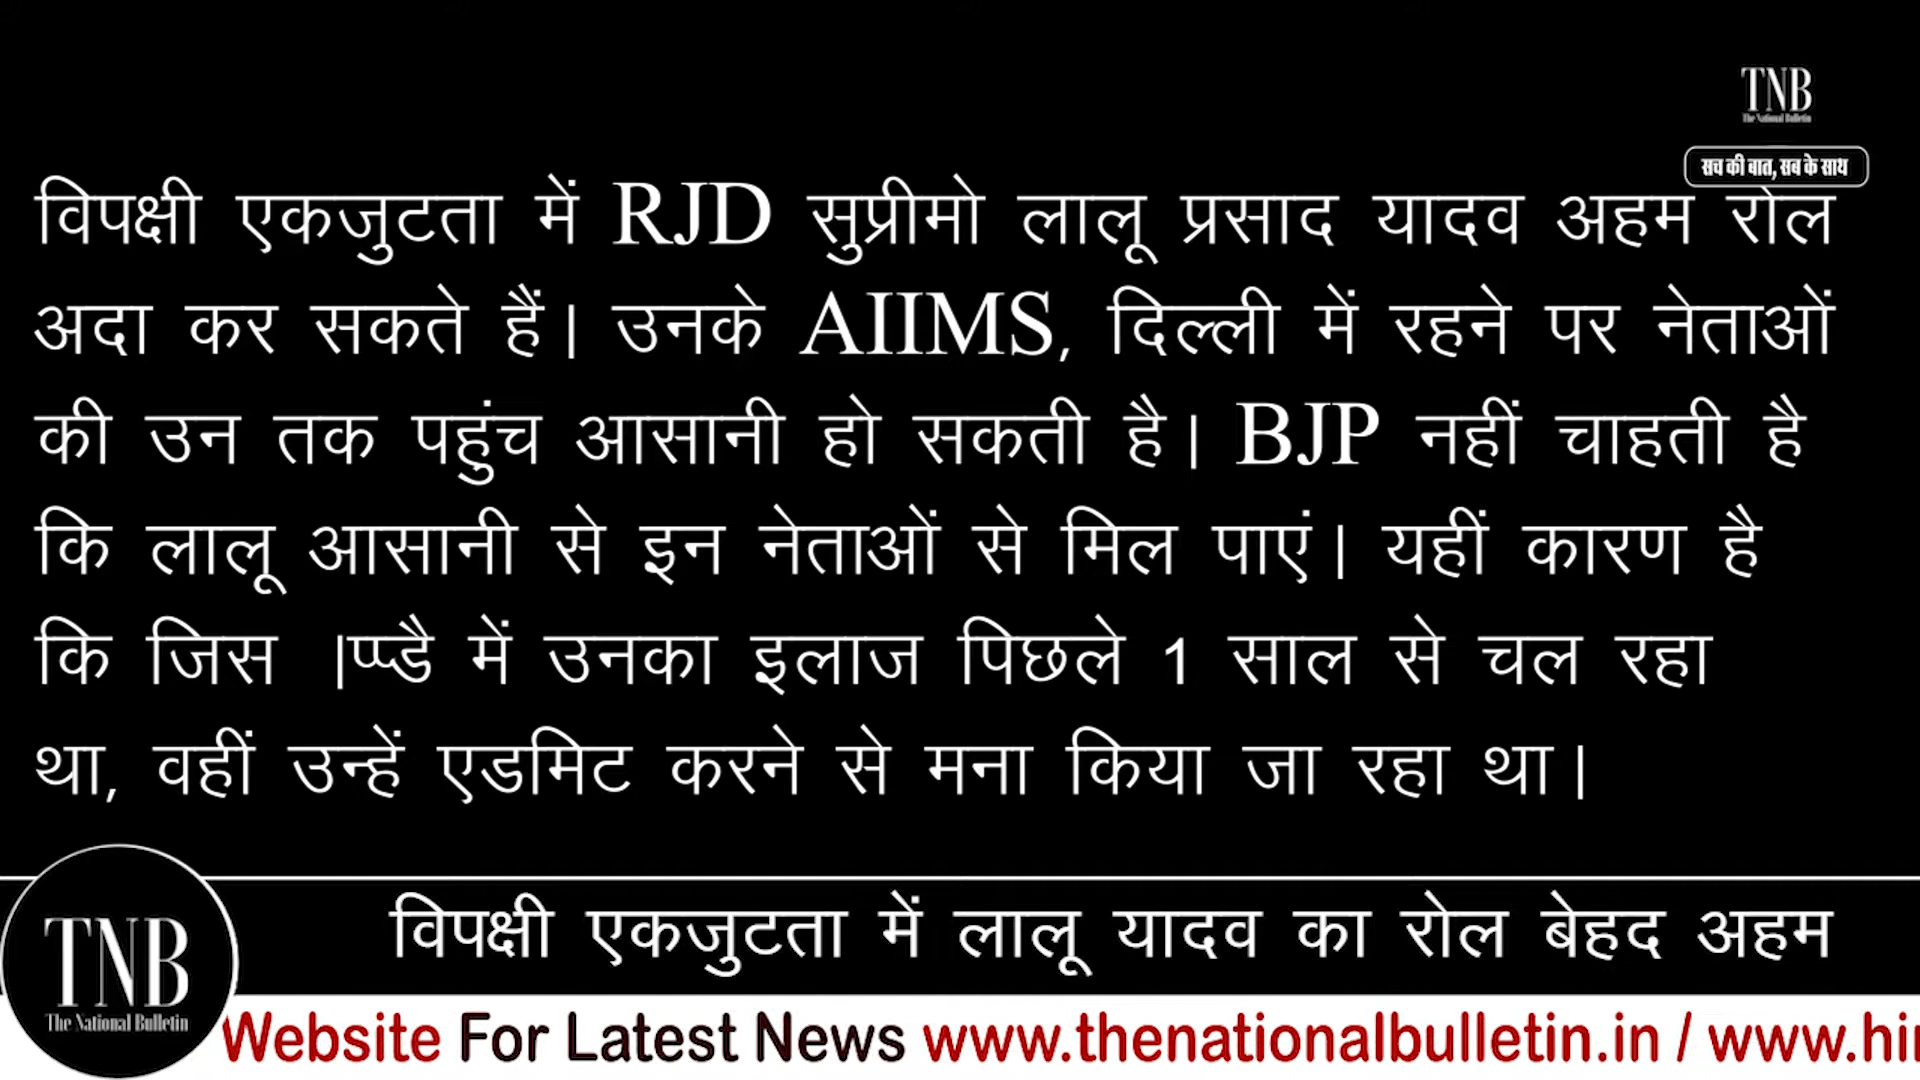 TNB
The National Bulletin
सच की बात, सब के साथ
विपक्षी एकजुटता में RJD सुप्रीमो लालू प्रसाद यादव अहम रोल
अदा कर सकते हैं। उनके AIIMS, दिल्ली में रहने पर नेताओं
की उन तक पहुंच आसानी हो सकती है। BJP नहीं चाहती है
कि लालू आसानी से इन नेताओं से मिल पाएं। यहीं कारण है
कि जिस ।प्प्डै में उनका इलाज पिछले 1 साल से चल रहा
था, वहीं उन्हें एडमिट करने से मना किया जा रहा था।
विपक्षी एकजुटता में लालू यादव का रोल बेहद अहम
TNB
The National Bulletin
Website For Latest News www.thenationalbulletin.in / www.hi